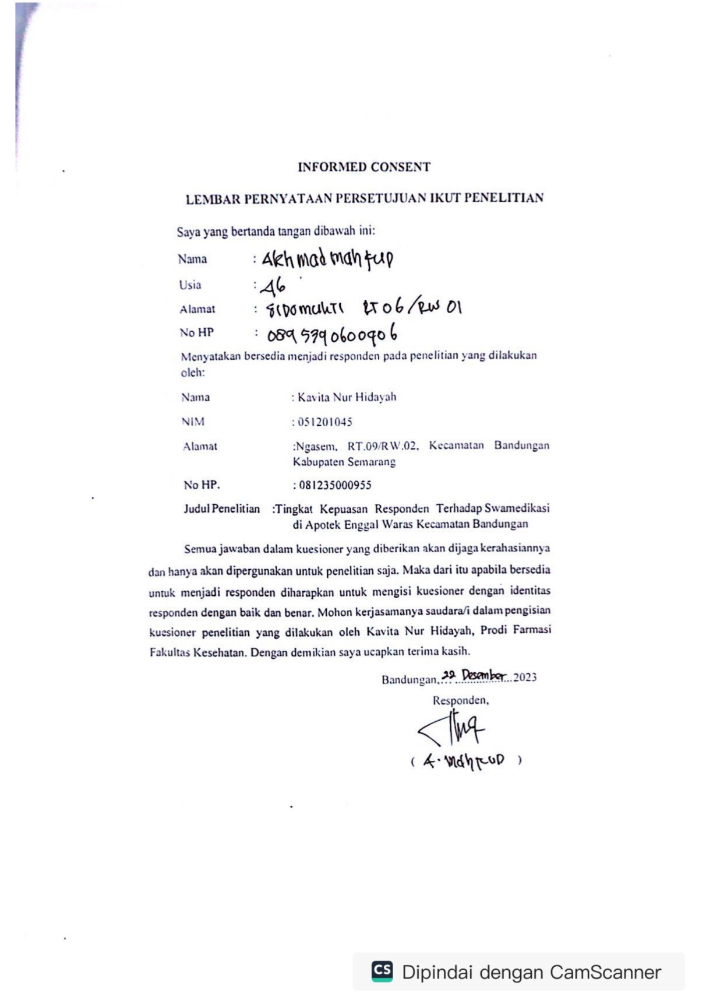 INFORMED CONSENT
LEMBAR PERNYATAAN PERSETUJUAN IKUT PENELITIAN
Saya yang bertanda tangan dibawah ini:
Nama : Akhmad mahfup
Usia : 46
Alamat : SIDOmukTI RT 06/RW 01
No HP : 0895390600906
Menyatakan bersedia menjadi responden pada penelitian yang dilakukan
oleh:
Nama : Kavita Nur Hidayah
NIM : 051201045
Alamat :Ngasem, RT.09/RW.02, Kecamatan Bandungan
Kabupaten Semarang
No HP. : 081235000955
Judul Penelitian :Tingkat Kepuasan Responden Terhadap Swamedikasi
di Apotek Enggal Waras Kecamatan Bandungan
Semua jawaban dalam kuesioner yang diberikan akan dijaga kerahasiannya
dan hanya akan dipergunakan untuk penelitian saja. Maka dari itu apabila bersedia
untuk menjadi responden diharapkan untuk mengisi kuesioner dengan identitas
responden dengan baik dan benar. Mohon kerjasamanya saudara/i dalam pengisian
kuesioner penelitian yang dilakukan oleh Kavita Nur Hidayah, Prodi Farmasi
Fakultas Kesehatan. Dengan demikian saya ucapkan terima kasih.
Bandungan, 22 Desember 2023
Responden,
( A. MahFUD )
CS Dipindai dengan CamScanner